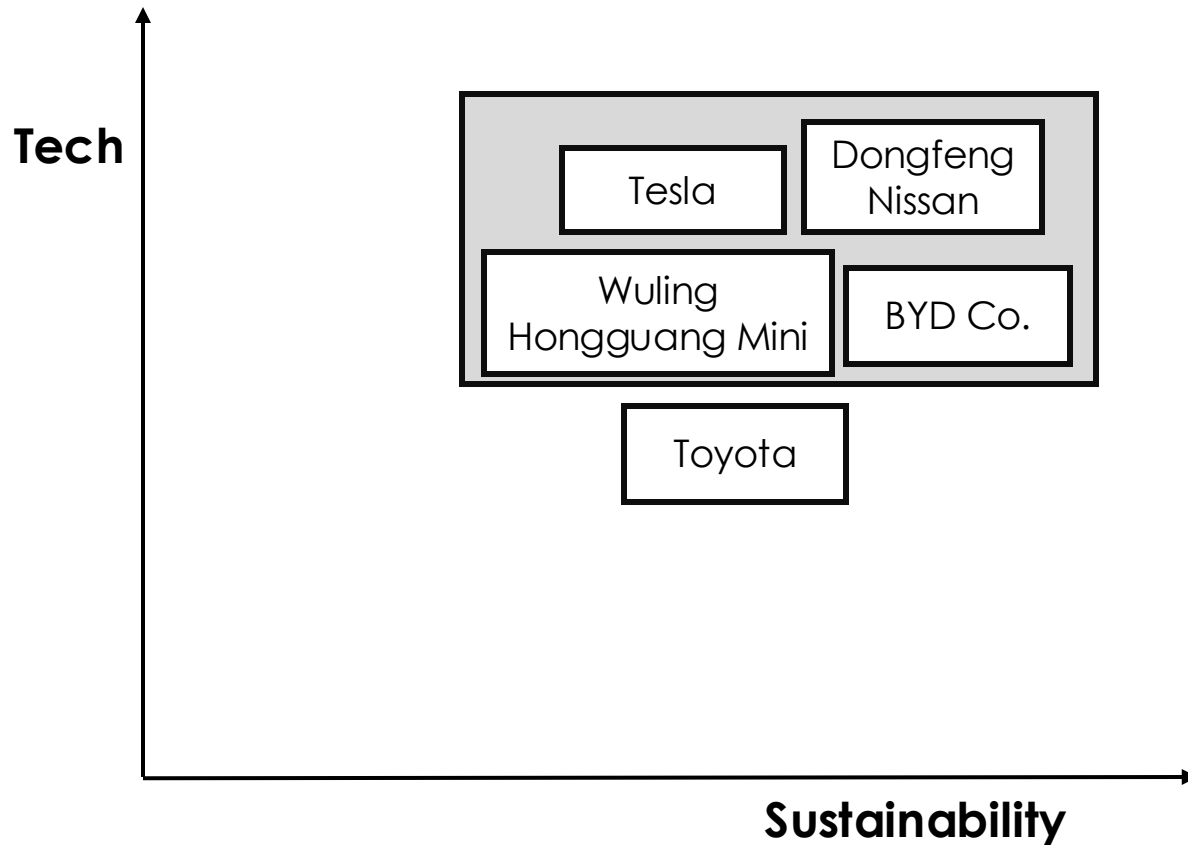 Tech
Tesla
Dongfeng
Nissan
Wuling
Hongguang Mini
BYD Co.
Toyota
Sustainability